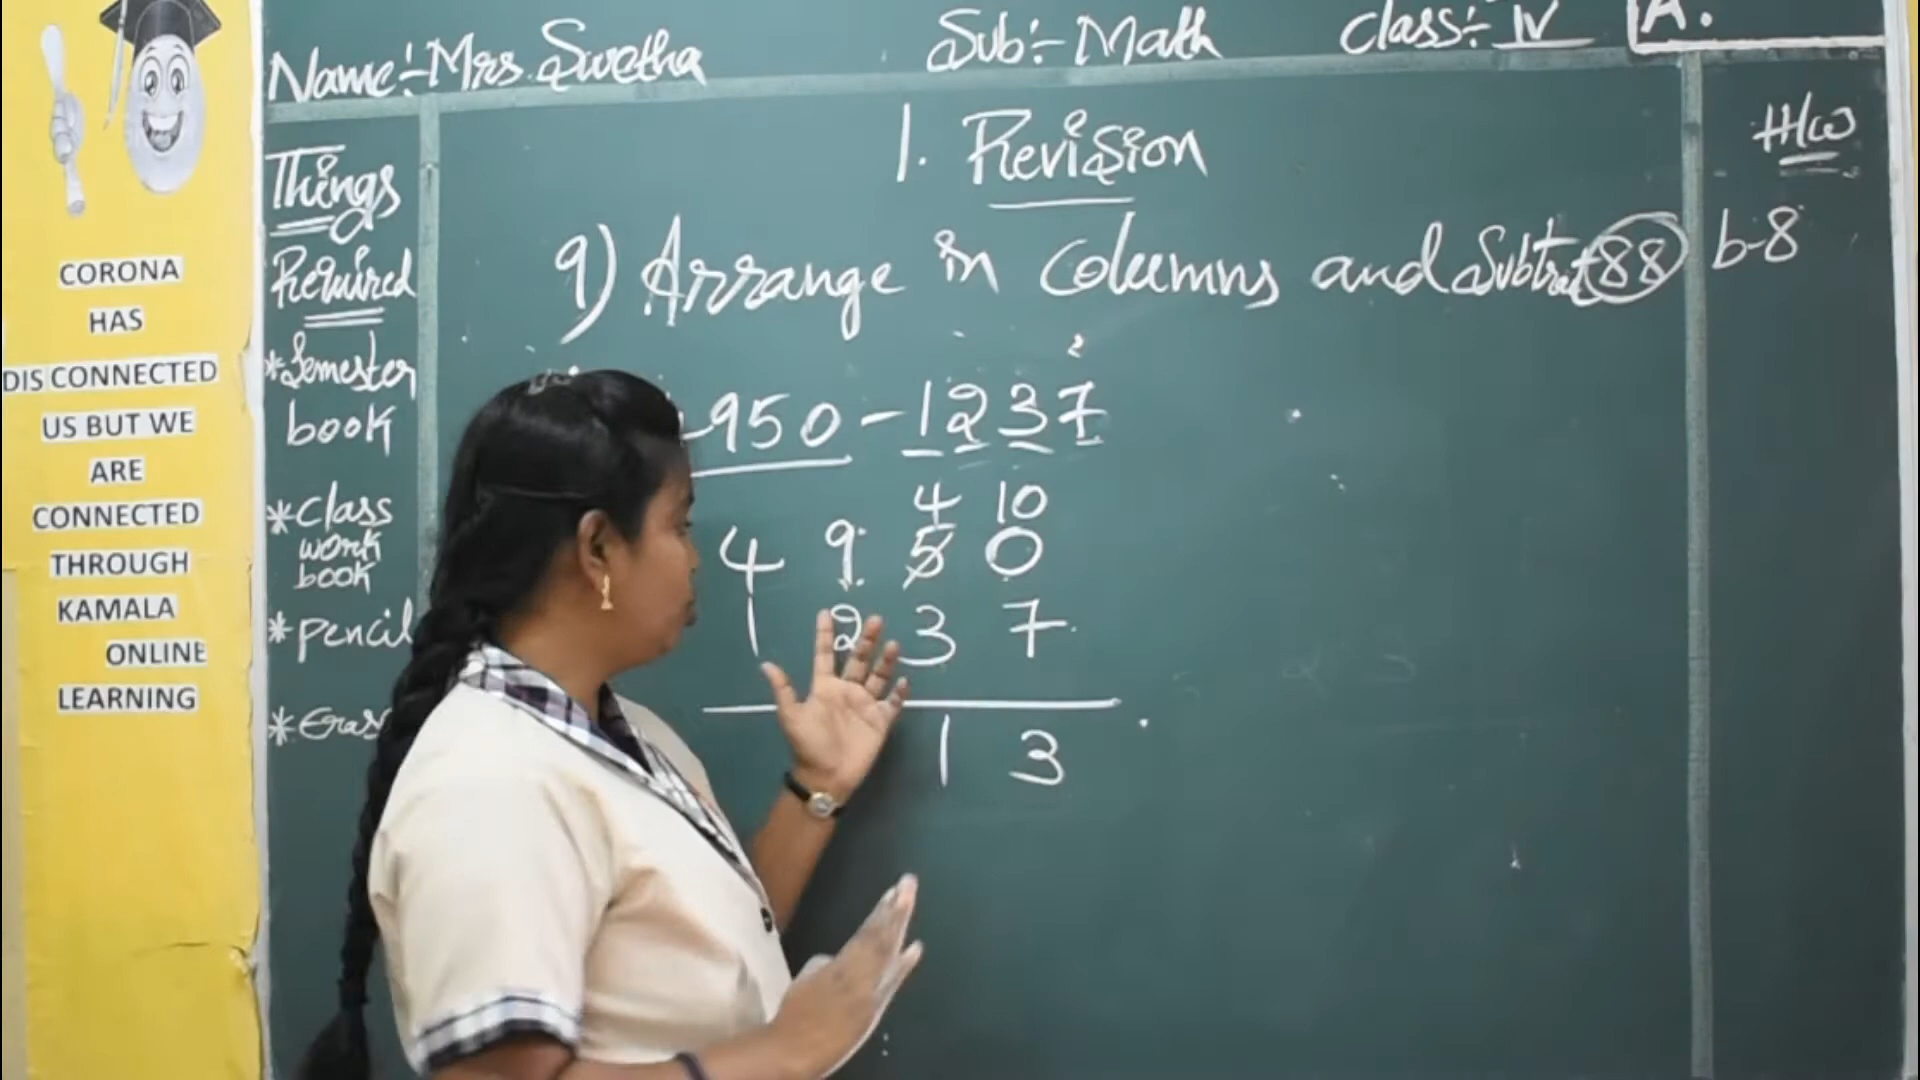 Name:- Mrs. Swetha Sub:- Math Class:- IV A.
1. Revision
H/w
Things
Required
*Semester
book
*Class
work
book
*pencil
*Eras
9) Arrange in Columns and Subtract 88
b-8
950 - 1237
4 10
4 9 5 0
1 2 3 7
1 3
CORONA
HAS
DIS CONNECTED
US BUT WE
ARE
CONNECTED
THROUGH
KAMALA
ONLINE
LEARNING